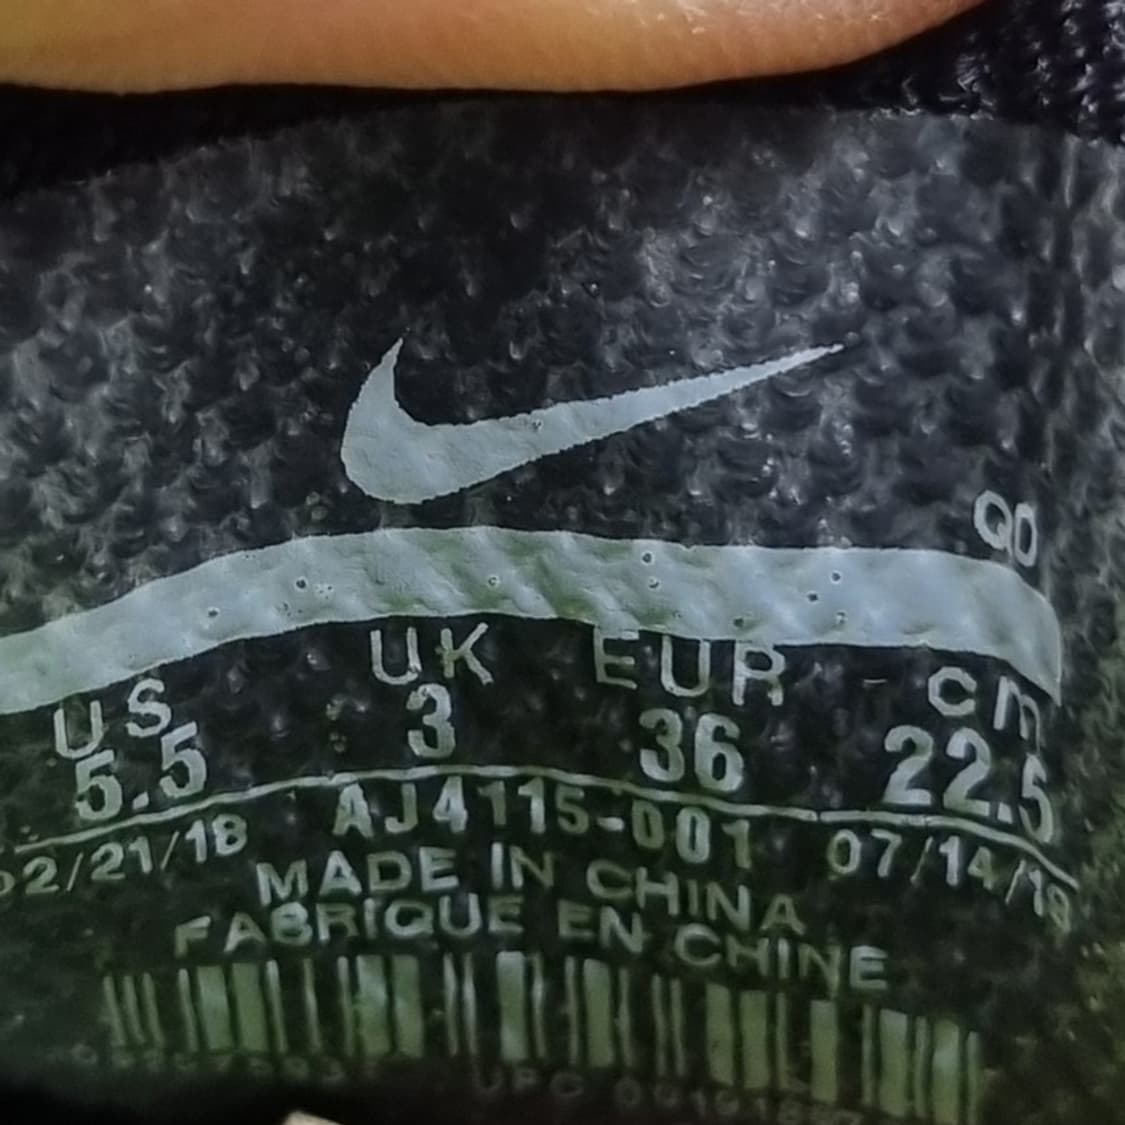 QD
US UK EUR cm
5.5 3 36 22.5
02/21/18 AJ4115-001 07/14/18
MADE IN CHINA
FABRIQUE EN CHINE
UPC